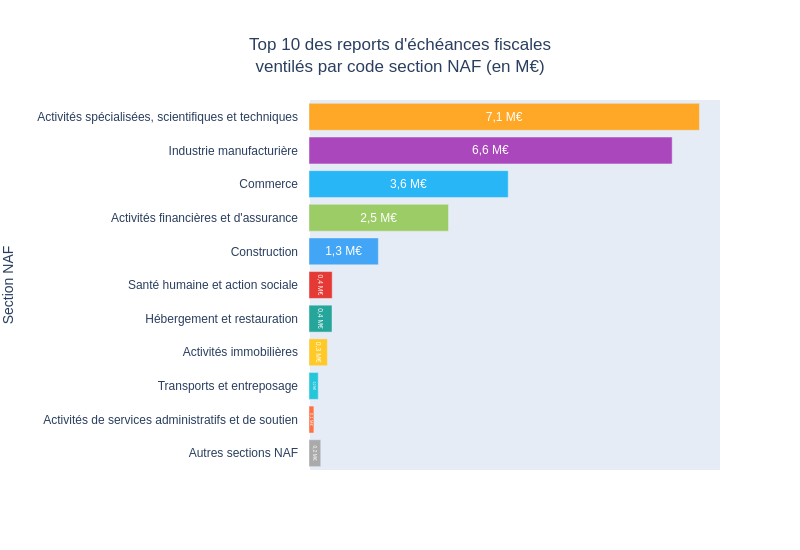 Top 10 des reports d'échéances fiscales
ventilés par code section NAF (en M€)
Section NAF
Activités spécialisées, scientifiques et techniques
7,1 M€
Industrie manufacturière
6,6 M€
Commerce
3,6 M€
Activités financières et d'assurance
2,5 M€
Construction
1,3 M€
Santé humaine et action sociale
0,4 M€
Hébergement et restauration
0,4 M€
Activités immobilières
0,3 M€
Transports et entreposage
Activités de services administratifs et de soutien
Autres sections NAF
0,2 M€